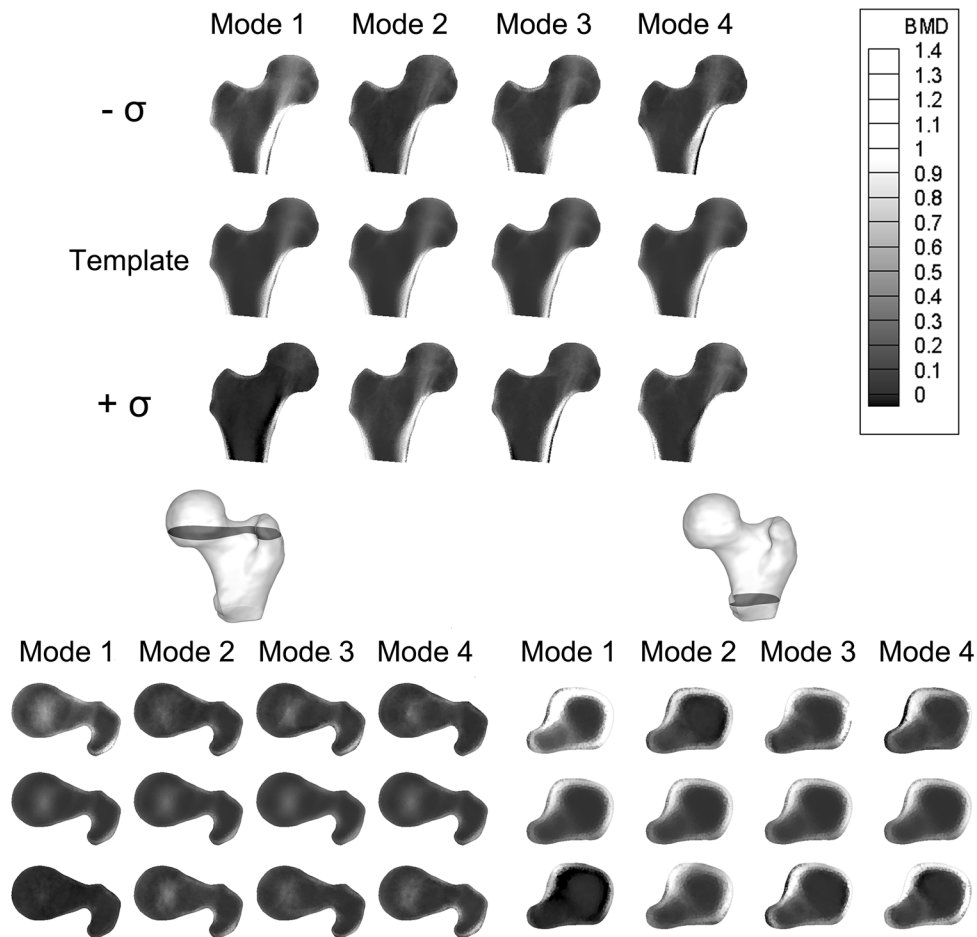 Mode 1 Mode 2 Mode 3 Mode 4
- σ
Template
+ σ
BMD
1.4
1.3
1.2
1.1
1
0.9
0.8
0.7
0.6
0.5
0.4
0.3
0.2
0.1
0
Mode 1 Mode 2 Mode 3 Mode 4 Mode 1 Mode 2 Mode 3 Mode 4